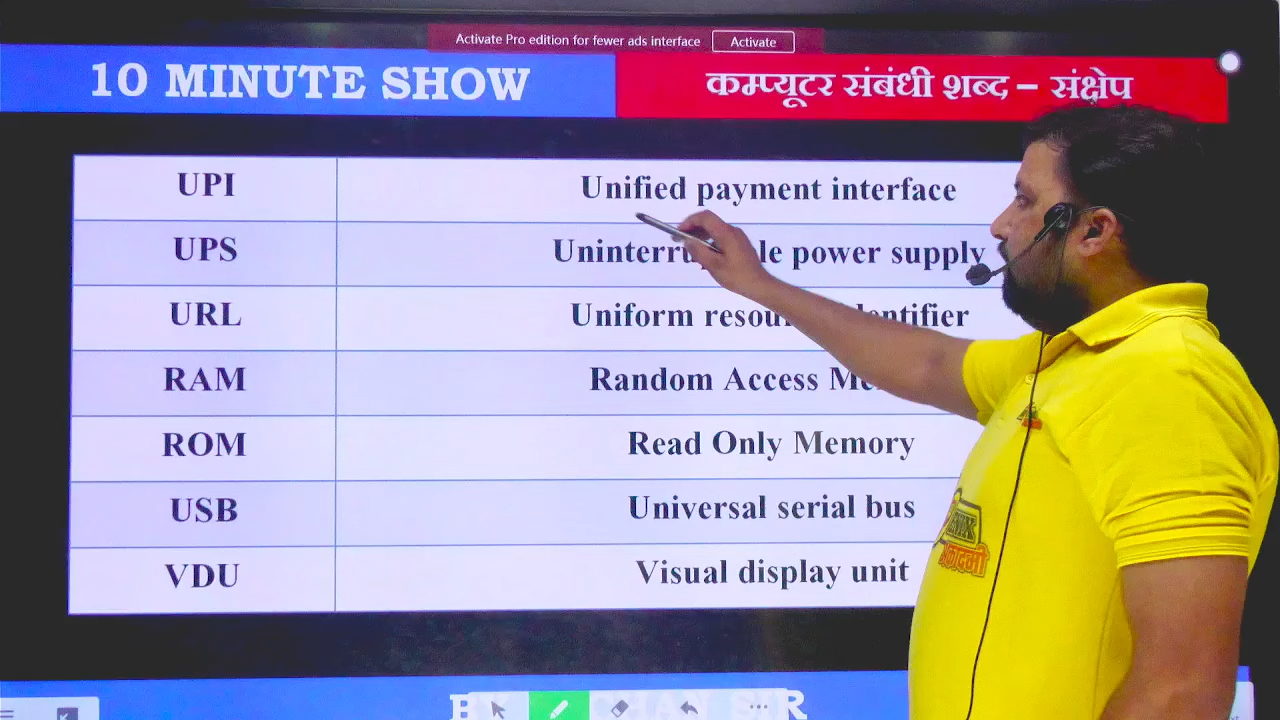 Activate Pro edition for fewer ads interface Activate
10 MINUTE SHOW कम्प्यूटर संबंधी शब्द – संक्षेप
UPI Unified payment interface
UPS power supply
URL Uniform
RAM Random Access
ROM Read Only Memory
USB Universal serial bus
VDU Visual display unit
SIR